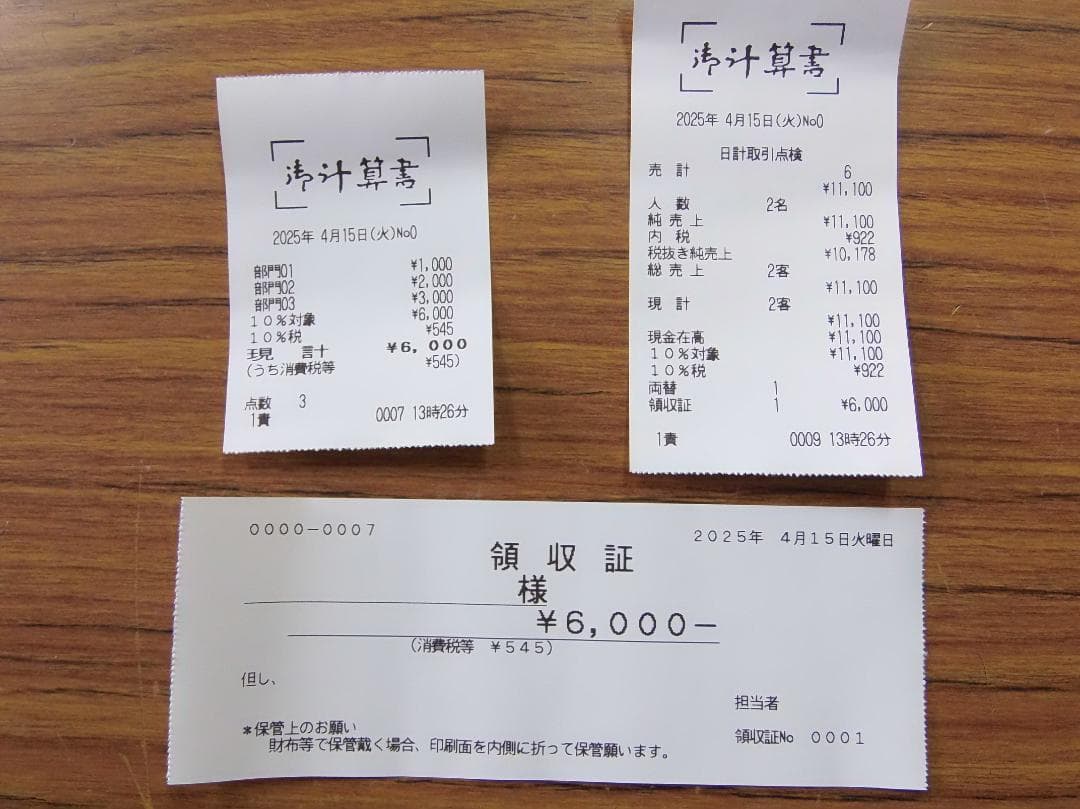 御計算書
2025年 4月15日(火)No0
部門01 ¥1,000
部門02 ¥2,000
部門03 ¥3,000
10%対象 ¥6,000
10%税 ¥545
現 計 ¥6,000
(うち消費税等 ¥545)
点数 3
1責 0007 13時26分
御計算書
2025年 4月15日(火)No0
日計取引点検
売 計 6
¥11,100
人 数 2名
純売上 ¥11,100
内 税 ¥922
税抜き純売上 ¥10,178
総売上 2客
¥11,100
現 計 2客
¥11,100
現金在高 ¥11,100
10%対象 ¥11,100
10%税 ¥922
両替 1
領収証 1 ¥6,000
1責 0009 13時26分
0000-0007 2025年 4月15日火曜日
領収証
様
¥6,000-
(消費税等 ¥545)
但し、
担当者
*保管上のお願い
財布等で保管戴く場合、印刷面を内側に折って保管願います。
領収証No 0001